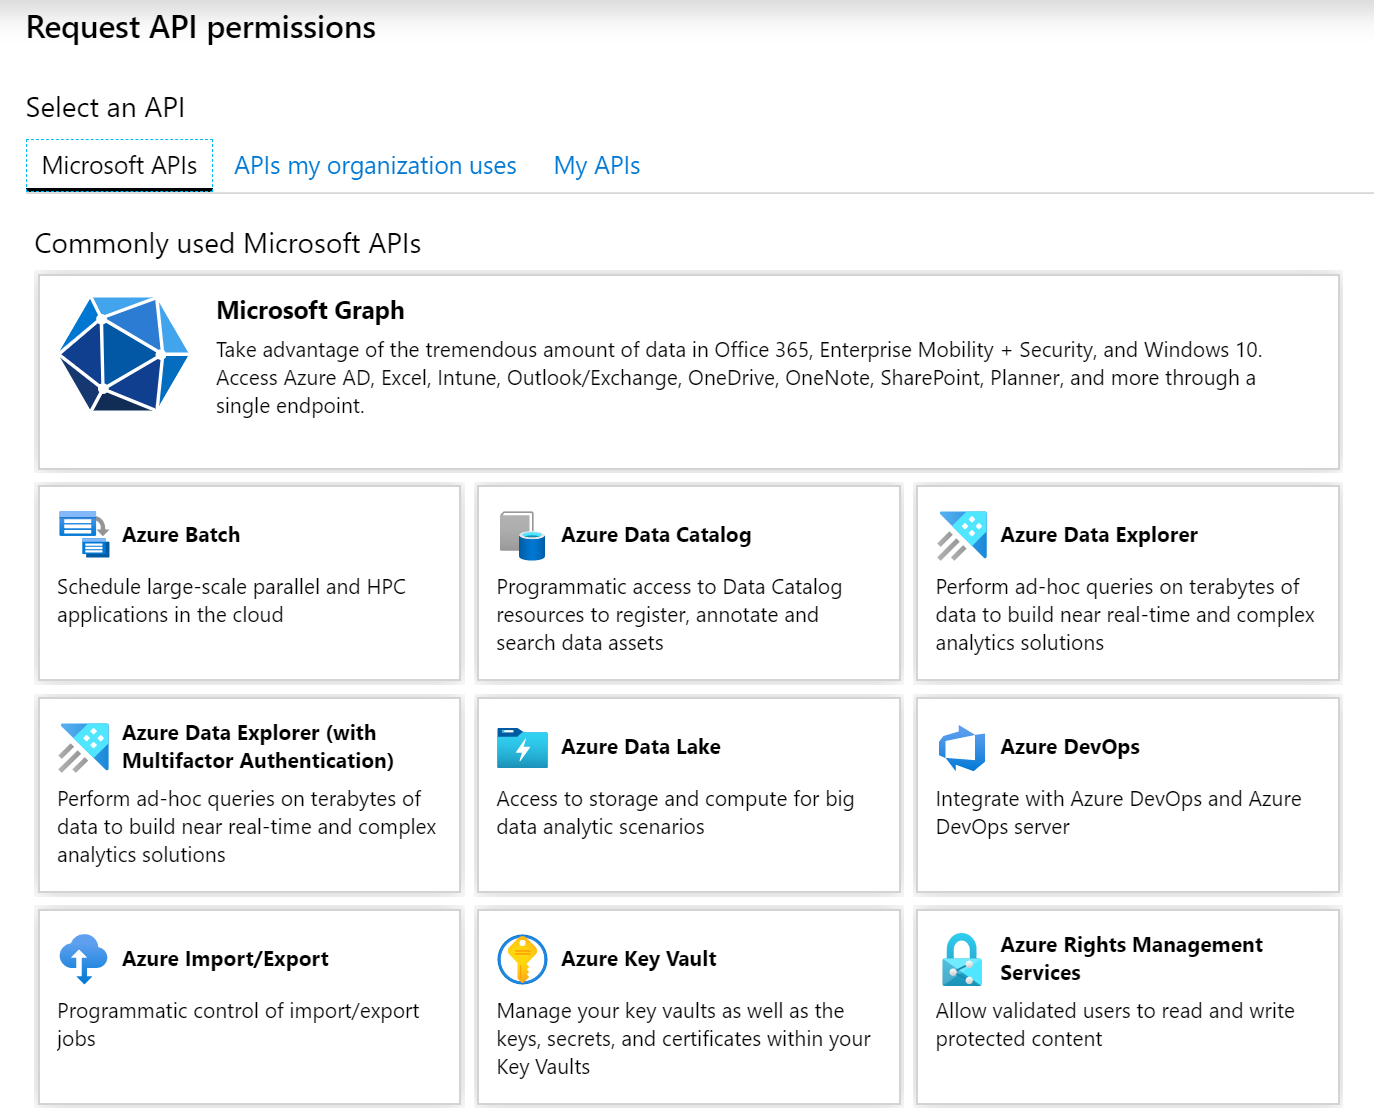 Request API permissions
Select an API
Microsoft APIs
APIs my organization uses
My APIs
Commonly used Microsoft APIs
Microsoft Graph
Take advantage of the tremendous amount of data in Office 365, Enterprise Mobility + Security, and Windows 10.
Access Azure AD, Excel, Intune, Outlook/Exchange, OneDrive, OneNote, SharePoint, Planner, and more through a
single endpoint.
Azure Batch
Schedule large-scale parallel and HPC
applications in the cloud
Azure Data Catalog
Programmatic access to Data Catalog
resources to register, annotate and
search data assets
Azure Data Explorer
Perform ad-hoc queries on terabytes of
data to build near real-time and complex
analytics solutions
Azure Data Explorer (with
Multifactor Authentication)
Perform ad-hoc queries on terabytes of
data to build near real-time and complex
analytics solutions
Azure Data Lake
Access to storage and compute for big
data analytic scenarios
Azure DevOps
Integrate with Azure DevOps and Azure
DevOps server
Azure Import/Export
Programmatic control of import/export
jobs
Azure Key Vault
Manage your key vaults as well as the
keys, secrets, and certificates within your
Key Vaults
Azure Rights Management
Services
Allow validated users to read and write
protected content